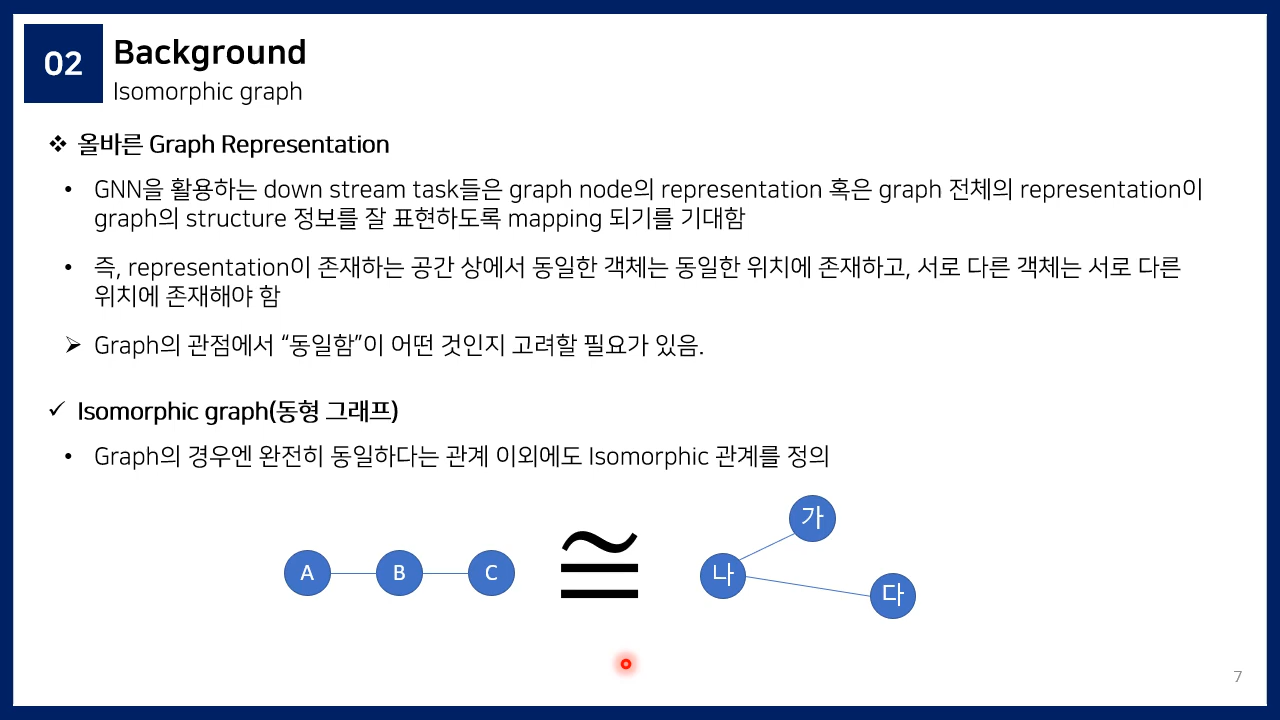 02
Background
Isomorphic graph
❖ 올바른 Graph Representation
• GNN을 활용하는 down stream task들은 graph node의 representation 혹은 graph 전체의 representation이
graph의 structure 정보를 잘 표현하도록 mapping 되기를 기대함
• 즉, representation이 존재하는 공간 상에서 동일한 객체는 동일한 위치에 존재하고, 서로 다른 객체는 서로 다른
위치에 존재해야 함
➢ Graph의 관점에서 “동일함”이 어떤 것인지 고려할 필요가 있음.
✓ Isomorphic graph(동형 그래프)
• Graph의 경우엔 완전히 동일하다는 관계 이외에도 Isomorphic 관계를 정의
A B C ≅ 나 가 다
7